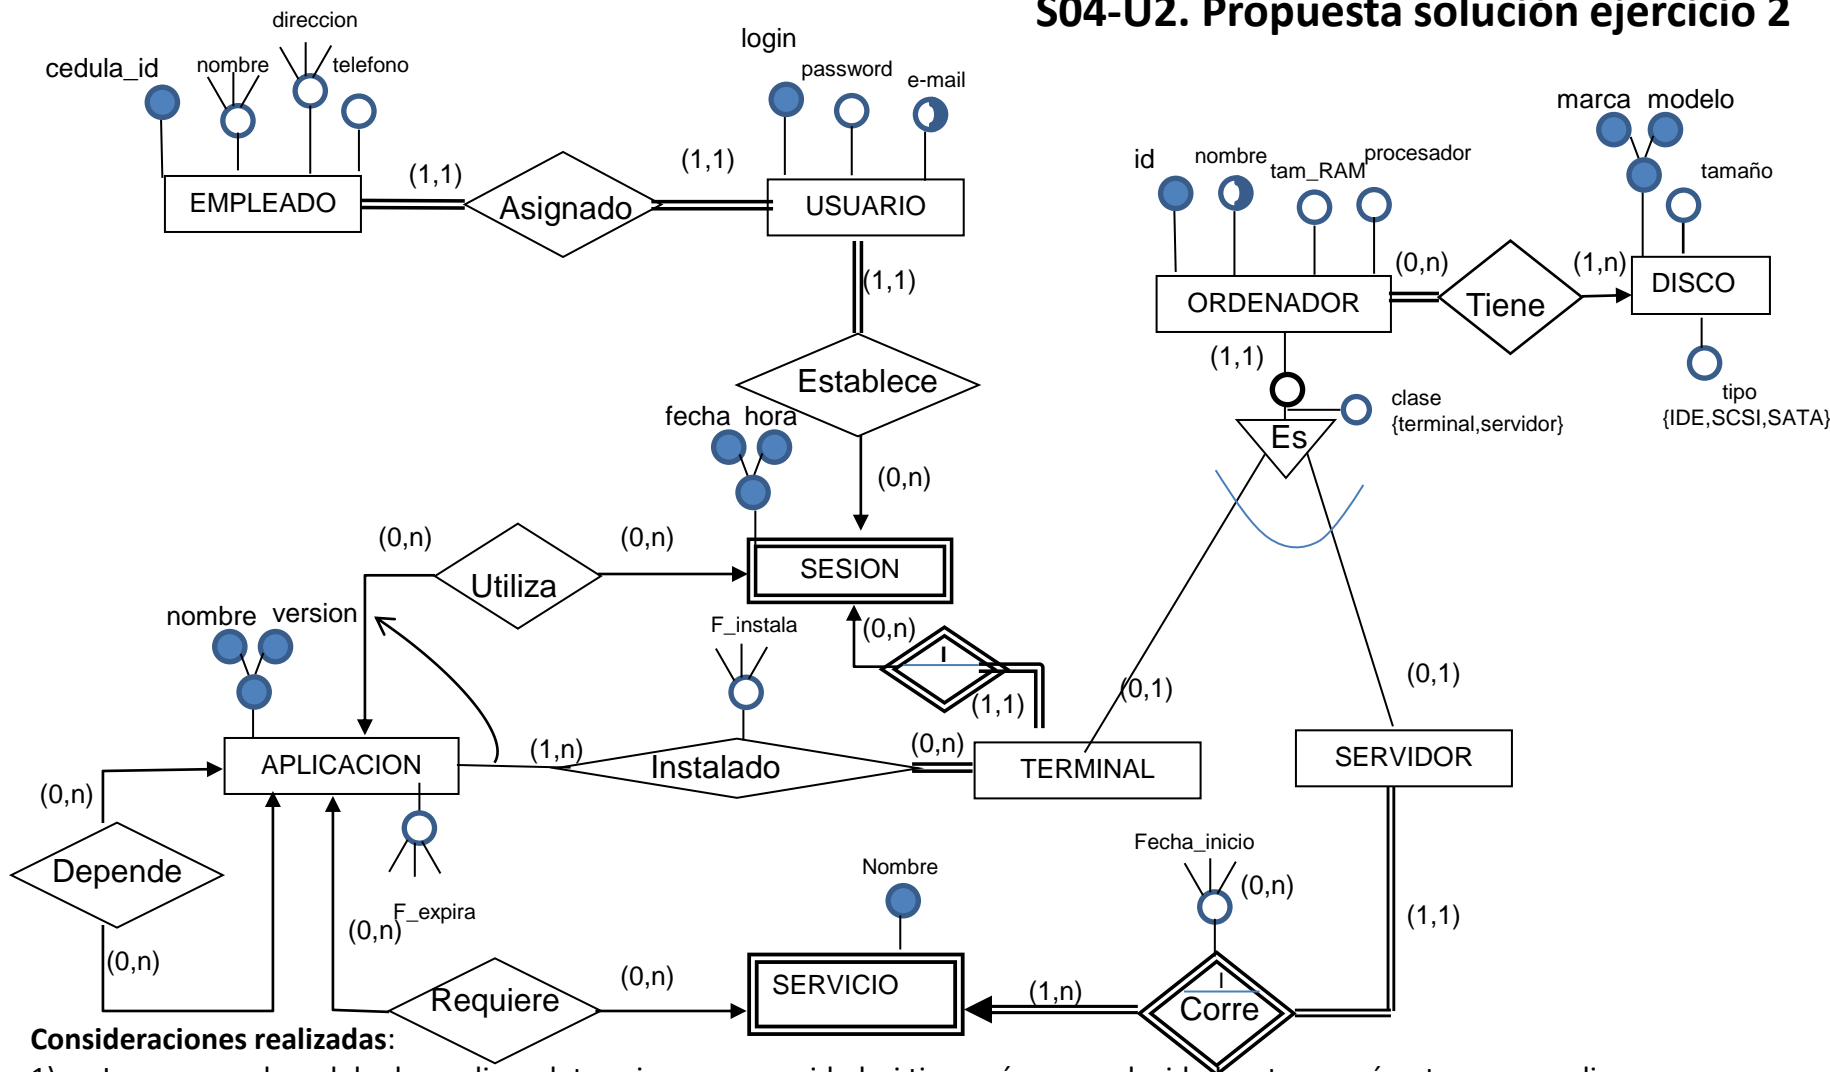 S04-U2. Propuesta solución ejercicio 2
direccion
login
cedula_id
nombre
telefono
password
e-mail
marca modelo
id
nombre
tam_RAM
procesador
tamaño
EMPLEADO
(1,1)
Asignado
(1,1)
USUARIO
(1,1)
ORDENADOR
(0,n)
Tiene
(1,n)
DISCO
(1,1)
tipo
{IDE,SCSI,SATA}
clase
{terminal,servidor}
Es
Establece
fecha hora
(0,n)
(0,n)
Utiliza
(0,n)
SESION
nombre version
F_instala
(0,n)
I
(1,1)
(0,1)
(0,1)
APLICACION
(1,n)
Instalado
(0,n)
TERMINAL
SERVIDOR
(0,n)
Depende
(0,n)
F_expira
(0,n)
Nombre
Fecha_inicio
(0,n)
(1,1)
Requiere
(0,n)
SERVICIO
(1,n)
I
Corre
Consideraciones realizadas: